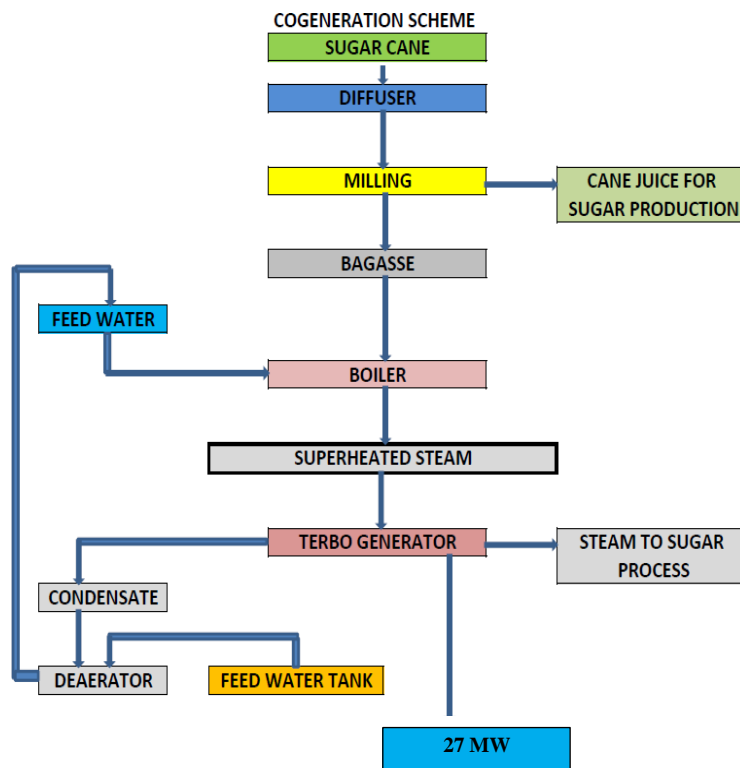 COGENERATION SCHEME
SUGAR CANE
DIFFUSER
MILLING
CANE JUICE FOR
SUGAR PRODUCTION
BAGASSE
FEED WATER
BOILER
SUPERHEATED STEAM
TERBO GENERATOR
STEAM TO SUGAR
PROCESS
CONDENSATE
DEAERATOR
FEED WATER TANK
27 MW